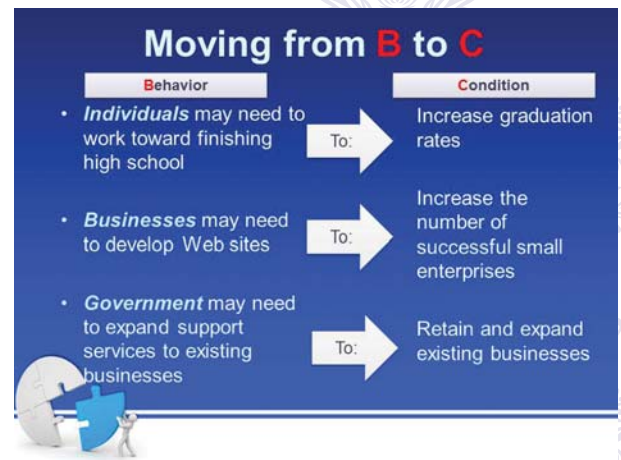 Moving from B to C
Behavior
Condition
• Individuals may need to
work toward finishing
high school
To:
Increase graduation
rates
• Businesses may need
to develop Web sites
To:
Increase the
number of
successful small
enterprises
• Government may need
to expand support
services to existing
businesses
To:
Retain and expand
existing businesses